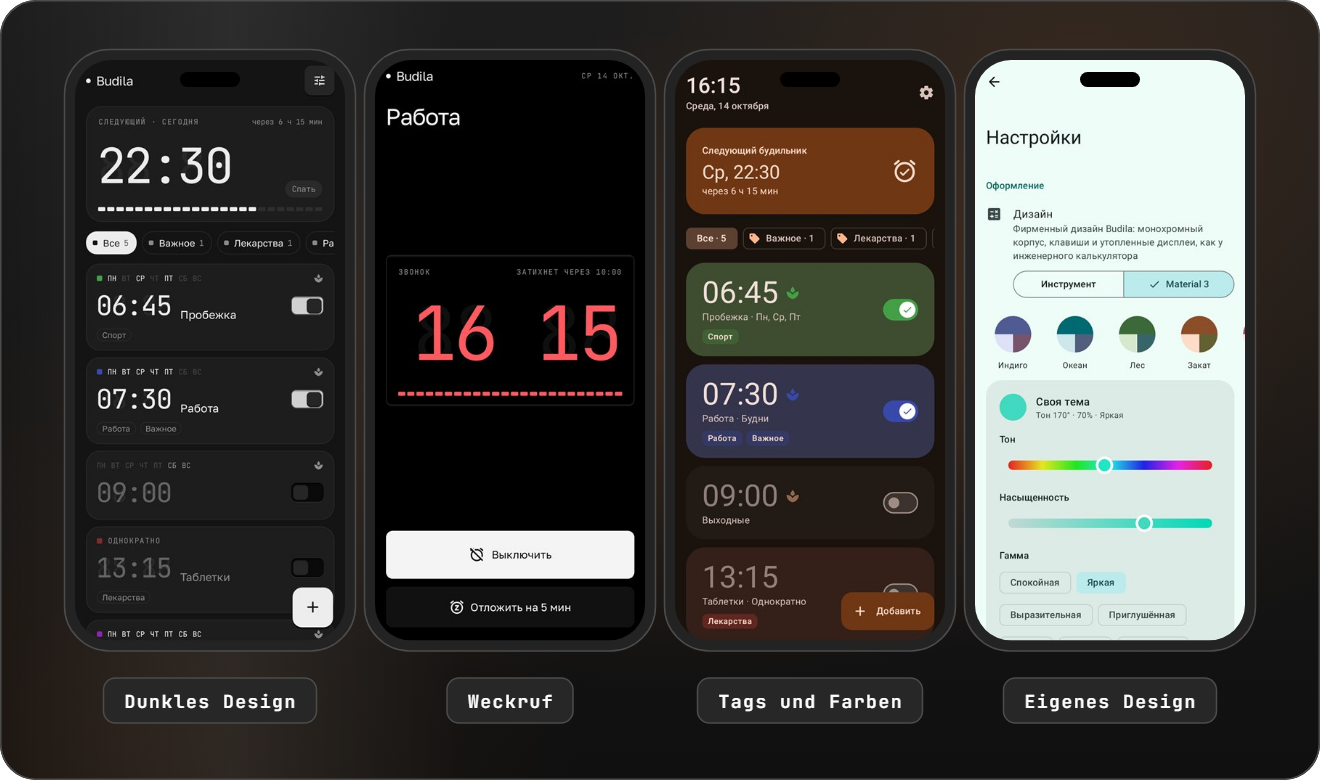 Budila
СЛЕДУЮЩИЙ · СЕГОДНЯ
через 6 ч 15 мин
22:30
Спать
Все 5
Важное 1
Лекарства 1
Ра
ПН ВТ СР ЧТ ПТ СБ ВС
06:45 Пробежка
Спорт
ПН ВТ СР ЧТ ПТ СБ ВС
07:30 Работа
Работа
Важное
ПН ВТ СР ЧТ ПТ СБ ВС
09:00
ОДНОКРАТНО
13:15 Таблетки
Лекарства
+
ПН ВТ СР ЧТ ПТ СБ ВС
Dunkles Design
Budila
СР 14 ОКТ.
Работа
ЗВОНОК
ЗАТИХНЕТ ЧЕРЕЗ 10:00
16 15
Выключить
Отложить на 5 мин
Weckruf
16:15
Среда, 14 октября
Следующий будильник
Ср, 22:30
через 6 ч 15 мин
Все · 5
Важное · 1
Лекарства · 1
06:45
Пробежка · Пн, Ср, Пт
Спорт
07:30
Работа · Будни
Работа
Важное
09:00
Выходные
13:15
Таблетки · Однократно
Лекарства
+ Добавить
Tags und Farben
Настройки
Оформление
Дизайн
Фирменный дизайн Budila: монохромный
корпус, клавиши и утопленные дисплеи, как у
инженерного калькулятора
Инструмент
Material 3
Индиго
Океан
Лес
Закат
Своя тема
Тон 170° · 70% · Яркая
Тон
Насыщенность
Гамма
Спокойная
Яркая
Выразительная
Приглушённая
Eigenes Design